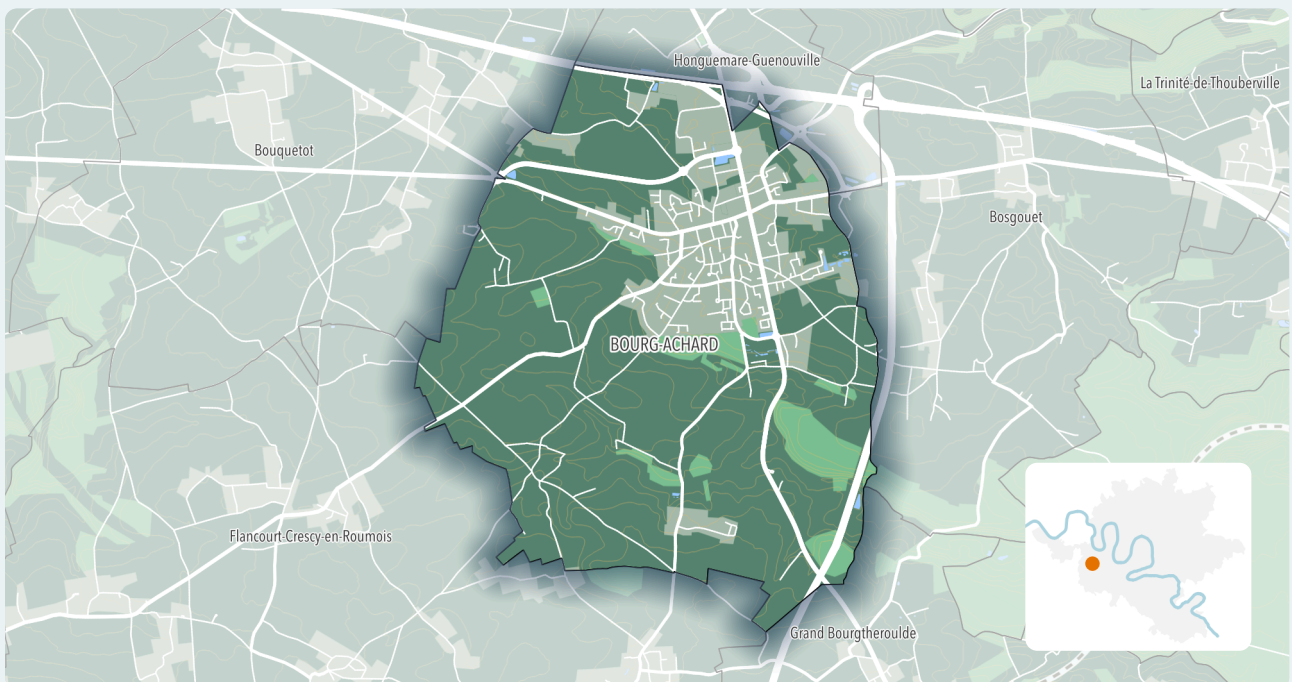 Honguemare-Guenouville
La Trinité-de-Thouberville
Bouquetot
Bosgouet
BOURG-ACHARD
Flancourt-Crescy-en-Roumois
Grand Bourgtheroulde